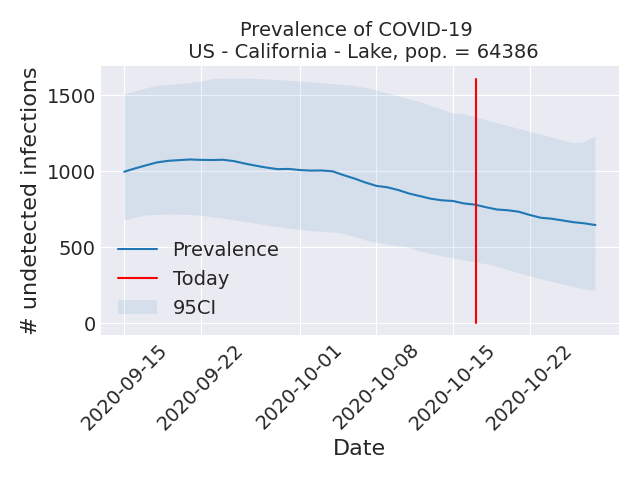 Prevalence of COVID-19
US - California - Lake, pop. = 64386
# undetected infections
1500
1000
500
0
Prevalence
Today
95CI
2020-09-15
2020-09-22
2020-10-01
2020-10-08
2020-10-15
2020-10-22
Date